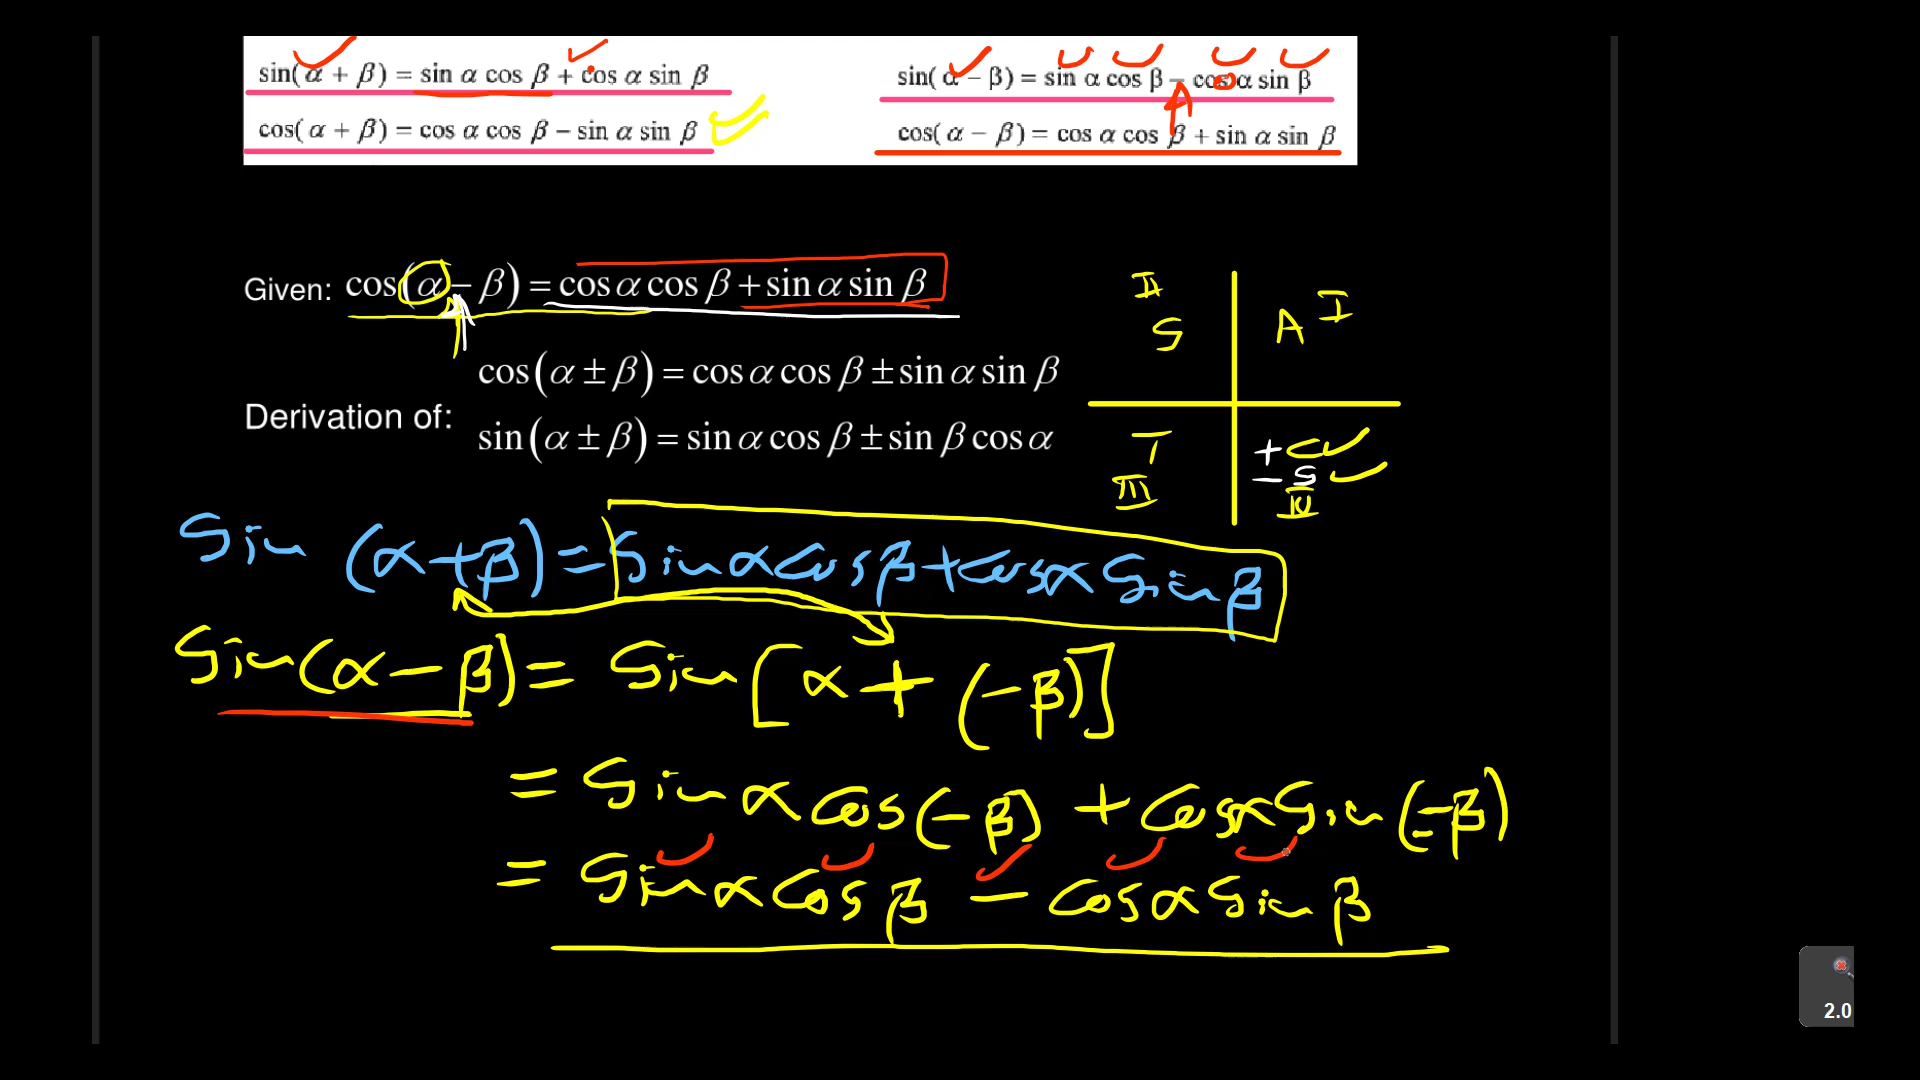 sin( α + β) = sin α cos β + cos α sin β
sin( α − β) = sin α cos β − cos α sin β
cos( α + β) = cos α cos β − sin α sin β
cos( α − β) = cos α cos β + sin α sin β
Given: cos(α − β) = cos α cos β + sin α sin β
II
I
S
A
cos(α ± β) = cos α cos β ± sin α sin β
Derivation of:
sin(α ± β) = sin α cos β ± sin β cos α
T
+ C
− S
III
IV
Sin (α+β) = Sin α Cos β + Cos α Sin β
Sin(α − β) = Sin [α + (−β)]
= Sin α Cos(−β) + Cos α Sin(−β)
= Sin α Cos β − Cos α Sin β
2.0